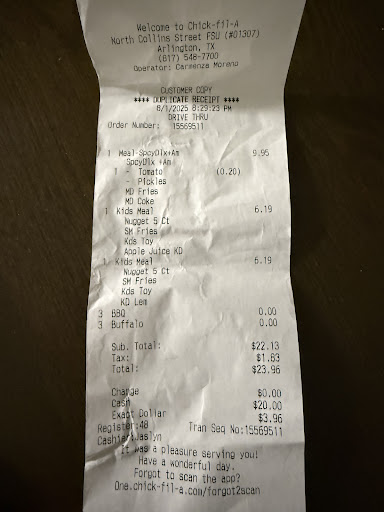 Welcome to Chick-fil-A
North Collins Street FSU (#01307)
Arlington, TX
(817) 548-7700
Operator: Carmenza Moreno
CUSTOMER COPY
**** DUPLICATE RECEIPT ****
6/1/2025 8:29:23 PM
DRIVE THRU
Order Number: 15569511
1 Meal-SpcyDlx+Am 9.95
SpcyDlx +Am
1 - Tomato (0.20)
- Pickles
MD Fries
MD Coke
1 Kids Meal 6.19
Nugget 5 Ct
SM Fries
Kds Toy
Apple Juice KD
1 Kids Meal 6.19
Nugget 5 Ct
SM Fries
Kds Toy
KD Lem
3 BBQ 0.00
3 Buffalo 0.00
Sub. Total: $22.13
Tax: $1.83
Total: $23.96
Change $0.00
Cash $20.00
Exact Dollar $3.96
Register:48 Tran Seq No:15569511
Cashier:Jaslyn
It was a pleasure serving you!
Have a wonderful day.
Forgot to scan the app?
One.chick-fil-a.com/forgot2scan